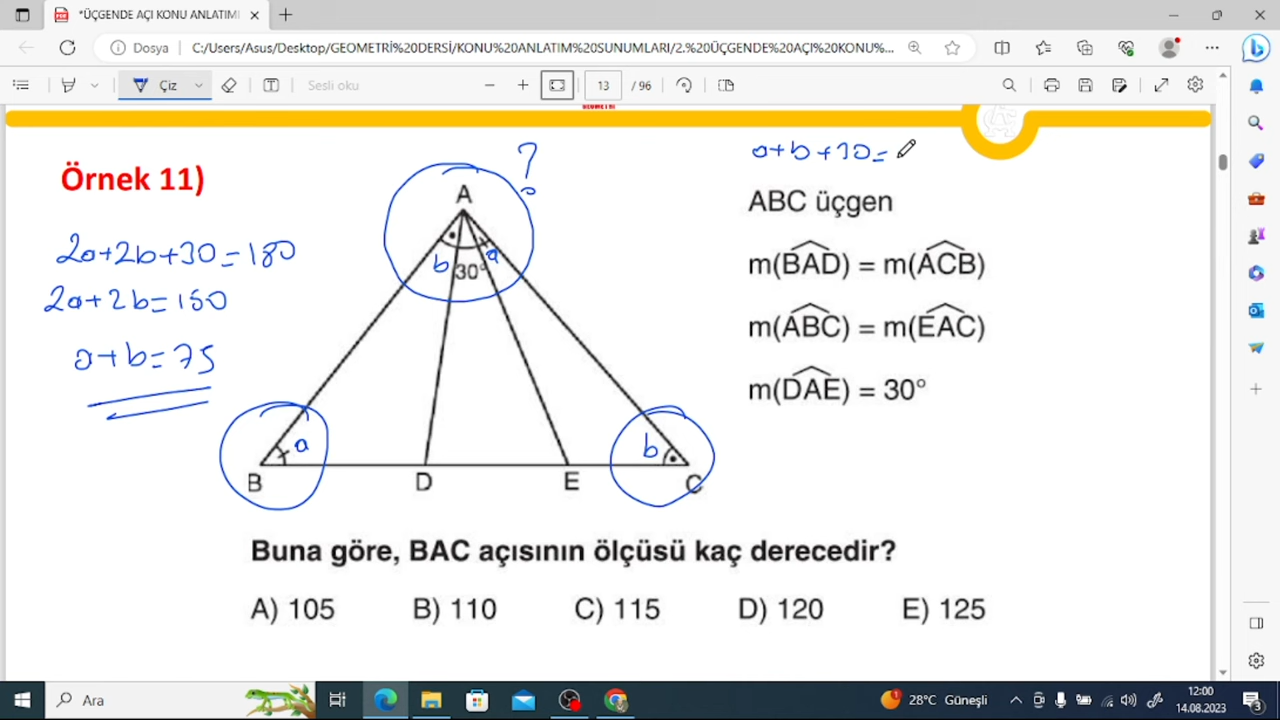 *ÜÇGENDE AÇI KONU ANLATIMI
Dosya
C:/Users/Asus/Desktop/GEOMETRİ%20DERSİ/KONU%20ANLATIM%20SUNUMLARI/2.%20ÜÇGENDE%20AÇI%20KONU%...
Çiz
Sesli oku
13 / 96
GEOMETRİ
Örnek 11)
?
a+b+30=
2a+2b+30=180
2a+2b=150
a+b=75
A
b 30° a
B a D E b C
ABC üçgen
m(BAD) = m(ACB)
m(ABC) = m(EAC)
m(DAE) = 30°
Buna göre, BAC açısının ölçüsü kaç derecedir?
A) 105 B) 110 C) 115 D) 120 E) 125
Ara
28°C Güneşli
12:00
14.08.2023